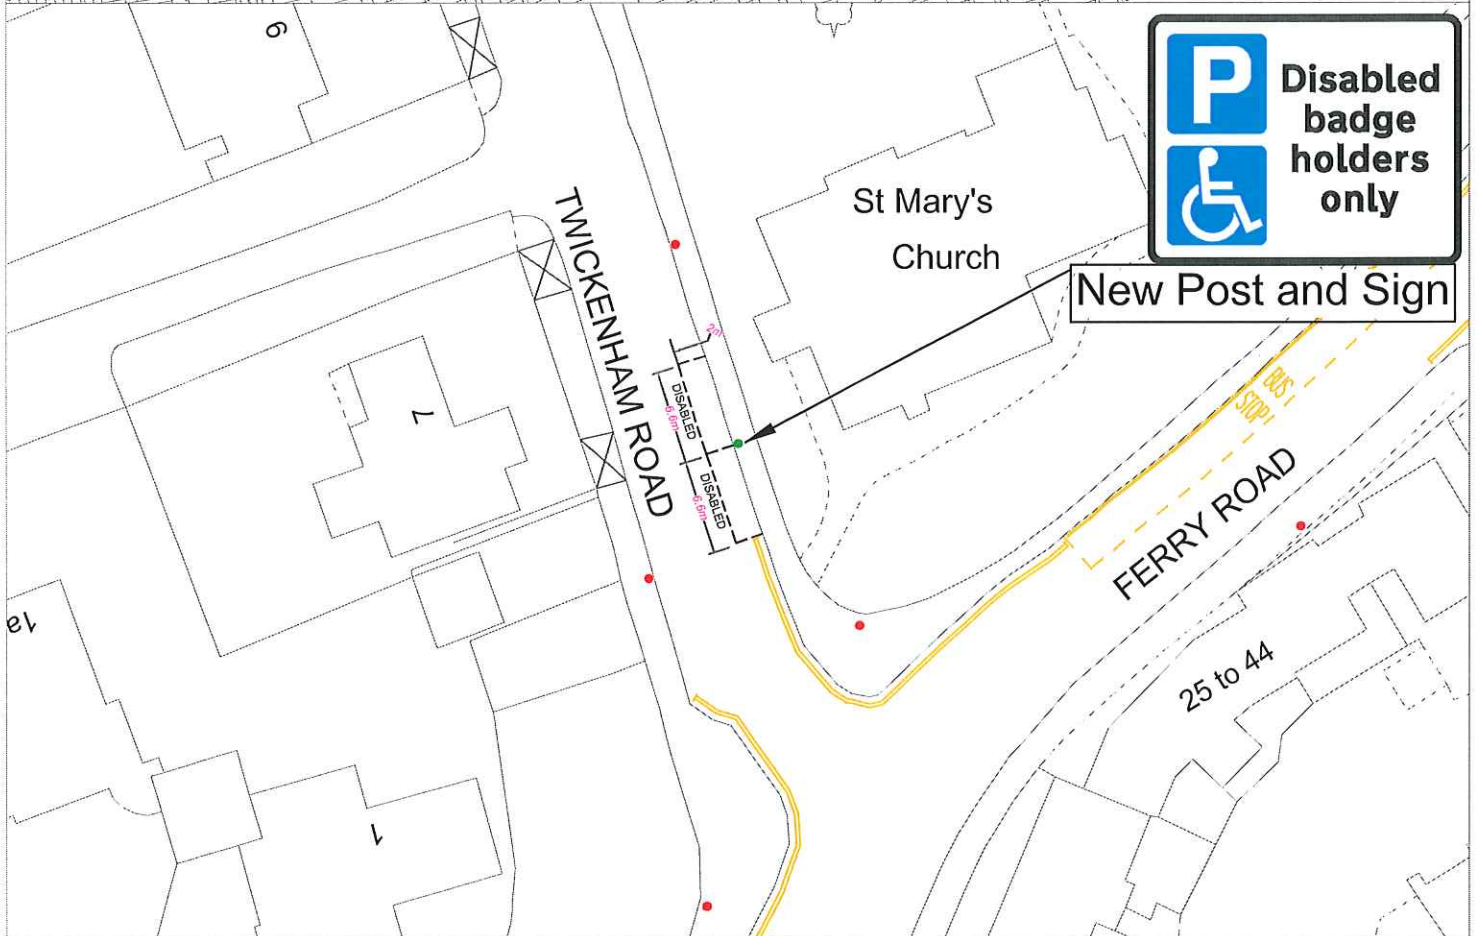 6
P
Disabled
badge
holders
only
TWICKENHAM ROAD
St Mary's
Church
New Post and Sign
2m
DISABLED
6.6m
7
DISABLED
6.6m
BUS
STOP
FERRY ROAD
1a
25 to 44
1